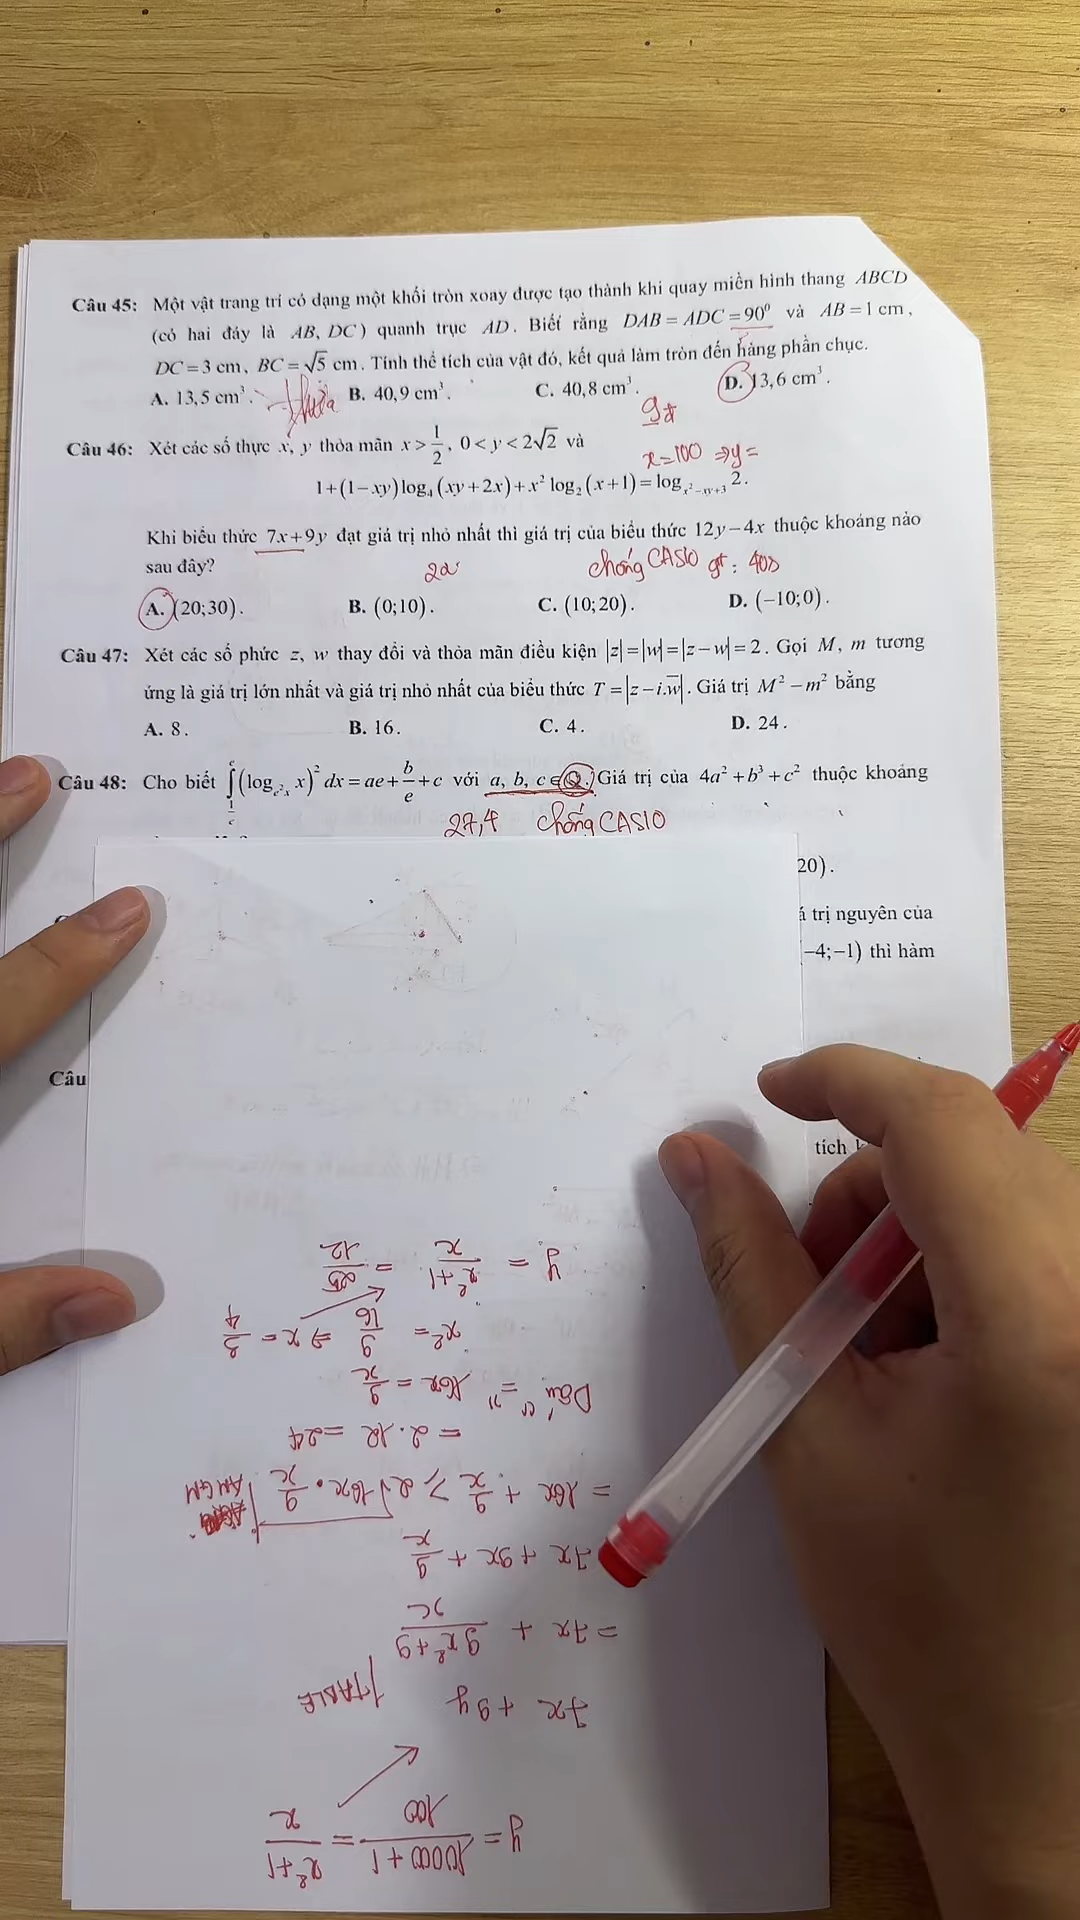 Câu 45: Một vật trang trí có dạng một khối tròn xoay được tạo thành khi quay miền hình thang ABCD
(có hai đáy là AB, DC) quanh trục AD. Biết rằng DAB = ADC = 90⁰ và AB = 1 cm,
DC = 3 cm, BC = √5 cm. Tính thể tích của vật đó, kết quả làm tròn đến hàng phần chục.
A. 13,5 cm³. B. 40,9 cm³. C. 40,8 cm³. D. 13,6 cm³.
Câu 46: Xét các số thực x, y thỏa mãn x > 1/2, 0 < y < 2√2 và
x=100 ⇒ y =
1+(1−xy)log₄(xy+2x)+x² log₂(x+1) = log_{x²−xy+3} 2.
Khi biểu thức 7x+9y đạt giá trị nhỏ nhất thì giá trị của biểu thức 12y−4x thuộc khoảng nào
sau đây?
chống CASIO
A. (20;30). B. (0;10). C. (10;20). D. (−10;0).
Câu 47: Xét các số phức z, w thay đổi và thỏa mãn điều kiện |z|=|w|=|z−w|=2. Gọi M, m tương
ứng là giá trị lớn nhất và giá trị nhỏ nhất của biểu thức T = |z−i.w̅|. Giá trị M²−m² bằng
A. 8. B. 16. C. 4. D. 24.
Câu 48: Cho biết ∫_{1/e}^{e} (log_{e²x} x)² dx = ae + b/e + c với a, b, c ∈ Q. Giá trị của 4a²+b³+c² thuộc khoảng
27,4 chống CASIO
20).
á trị nguyên của
−4;−1) thì hàm
Câu
tích
y = (10000+1)/100 = (x²+1)/x
7x + 9y TABLE
= 7x + (9x²+9)/x
7x + 9x + 9/x
= 16x + 9/x ≥ 2√(16x · 9/x) AMGM
= 2.12 = 24
Dấu "=" 16x = 9/x
x² = 9/16 ⇒ x = 3/4
y = (x²+1)/x = 25/12